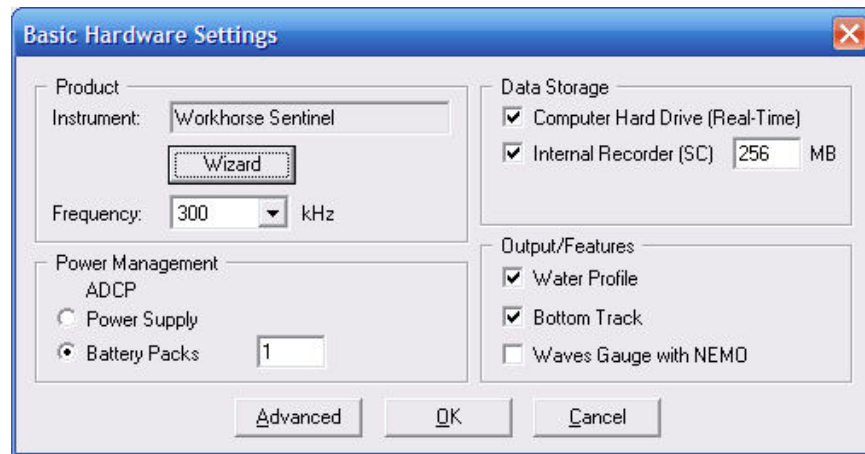 Basic Hardware Settings
Product
Instrument: Workhorse Sentinel
Wizard
Frequency: 300 kHz
Power Management
ADCP
Power Supply
Battery Packs 1
Data Storage
Computer Hard Drive (Real-Time)
Internal Recorder (SC) 256 MB
Output/Features
Water Profile
Bottom Track
Waves Gauge with NEMO
Advanced OK Cancel